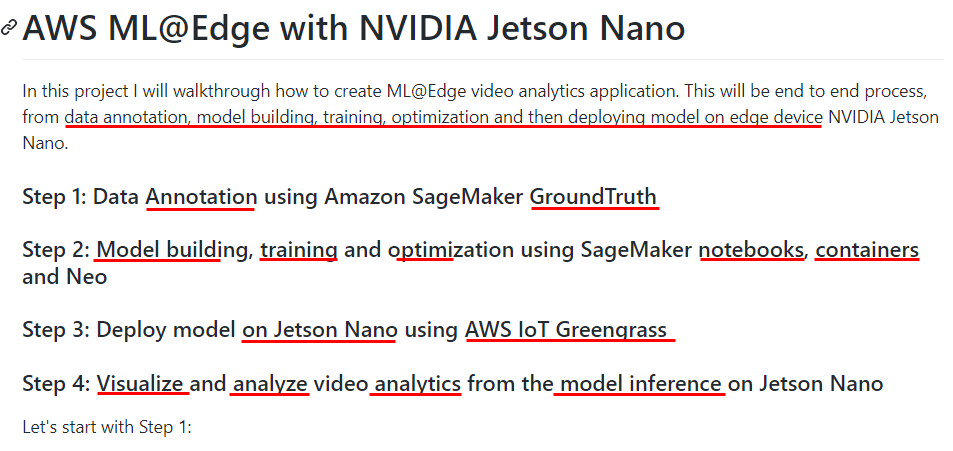 AWS ML@Edge with NVIDIA Jetson Nano
In this project I will walkthrough how to create ML@Edge video analytics application. This will be end to end process,
from data annotation, model building, training, optimization and then deploying model on edge device NVIDIA Jetson
Nano.
Step 1: Data Annotation using Amazon SageMaker GroundTruth
Step 2: Model building, training and optimization using SageMaker notebooks, containers
and Neo
Step 3: Deploy model on Jetson Nano using AWS IoT Greengrass
Step 4: Visualize and analyze video analytics from the model inference on Jetson Nano
Let's start with Step 1: